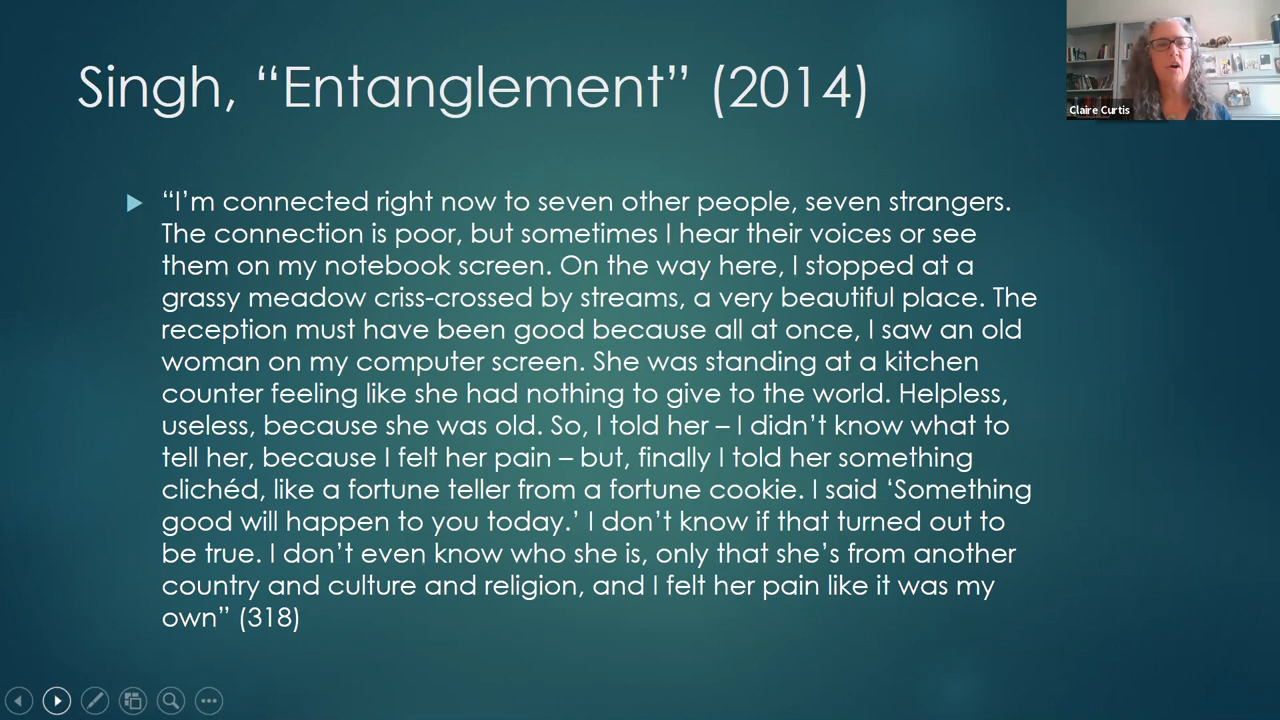 Singh, “Entanglement” (2014)
Claire Curtis
“I’m connected right now to seven other people, seven strangers.
The connection is poor, but sometimes I hear their voices or see
them on my notebook screen. On the way here, I stopped at a
grassy meadow criss-crossed by streams, a very beautiful place. The
reception must have been good because all at once, I saw an old
woman on my computer screen. She was standing at a kitchen
counter feeling like she had nothing to give to the world. Helpless,
useless, because she was old. So, I told her – I didn’t know what to
tell her, because I felt her pain – but, finally I told her something
clichéd, like a fortune teller from a fortune cookie. I said ‘Something
good will happen to you today.’ I don’t know if that turned out to
be true. I don’t even know who she is, only that she’s from another
country and culture and religion, and I felt her pain like it was my
own” (318)